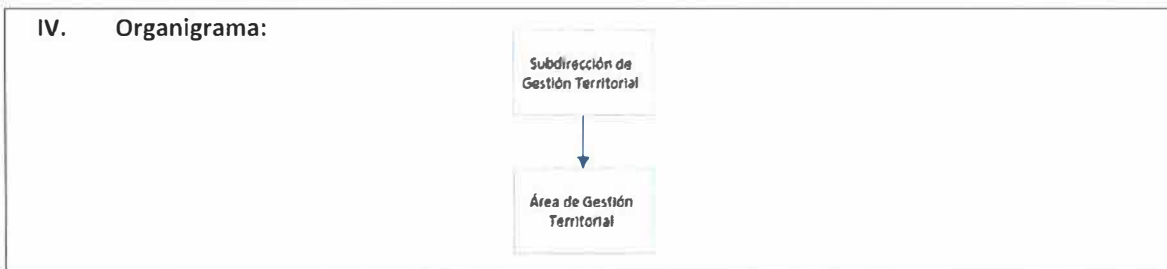 IV. Organigrama:
Subdirección de
Gestión Territorial
Área de Gestión
Territorial